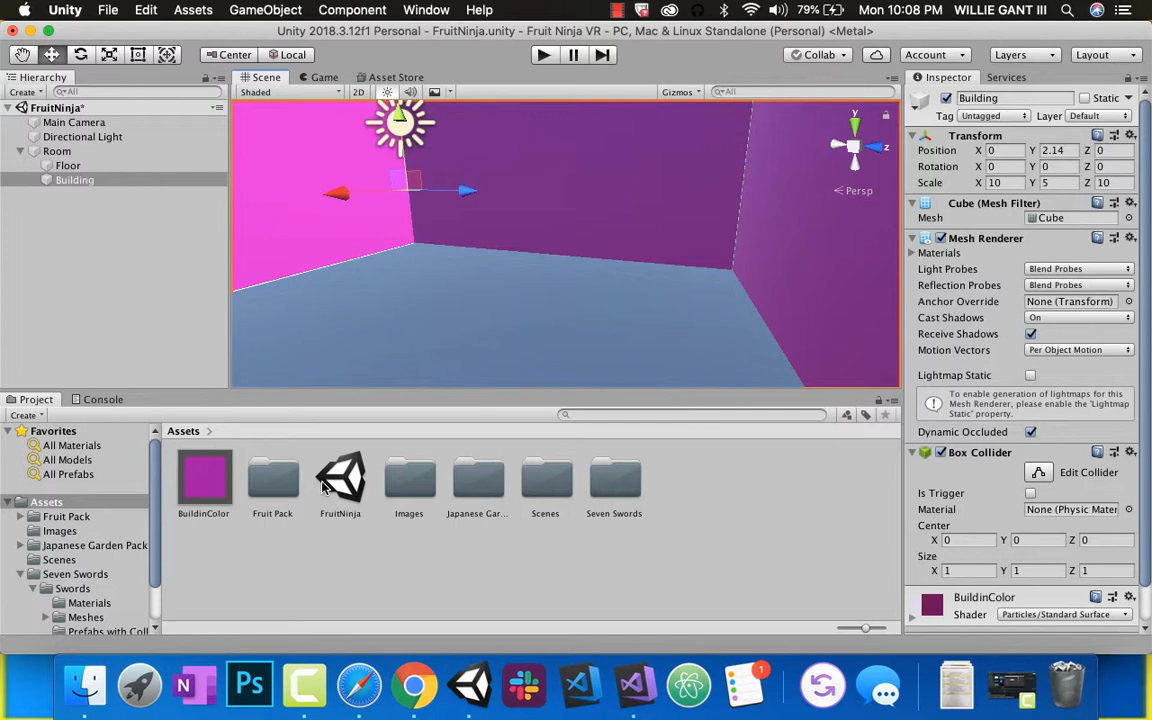 Unity File Edit Assets GameObject Component Window Help 79% Mon 10:08 PM WILLIE GANT III
Unity 2018.3.12f1 Personal - FruitNinja.unity - Fruit Ninja VR - PC, Mac & Linux Standalone (Personal) <Metal>
Center Local Collab Account Layers Layout
Hierarchy Scene Game Asset Store Inspector Services
Create All Shaded 2D Gizmos All Building Static
FruitNinja* Tag Untagged Layer Default
Main Camera
Directional Light Transform
Room Position X 0 Y 2.14 Z 0
Floor Rotation X 0 Y 0 Z 0
Building Scale X 10 Y 5 Z 10
y
z
Persp
Cube (Mesh Filter)
Mesh Cube
Mesh Renderer
Materials
Light Probes Blend Probes
Reflection Probes Blend Probes
Anchor Override None (Transform)
Cast Shadows On
Receive Shadows
Motion Vectors Per Object Motion
Lightmap Static
To enable generation of lightmaps for this
Mesh Renderer, please enable the 'Lightmap
Static' property.
Dynamic Occluded
Box Collider
Edit Collider
Is Trigger
Material None (Physic Mater
Center
X 0 Y 0 Z 0
Size
X 1 Y 1 Z 1
BuildinColor
Shader Particles/Standard Surface
Project Console
Create
Favorites Assets
All Materials
All Models
All Prefabs
Assets
Fruit Pack
Images
Japanese Garden Pack
Scenes
Seven Swords
Swords
Materials
Meshes
Prefabs with Coll
BuildinColor Fruit Pack FruitNinja Images Japanese Gar... Scenes Seven Swords
N Ps 1